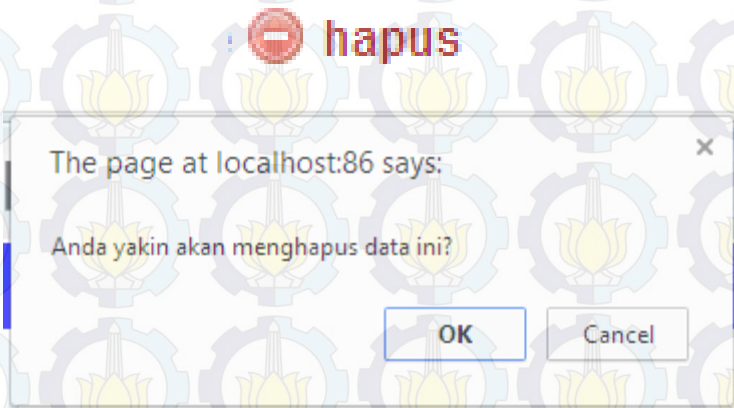 hapus
The page at localhost:86 says:
Anda yakin akan menghapus data ini?
OK
Cancel